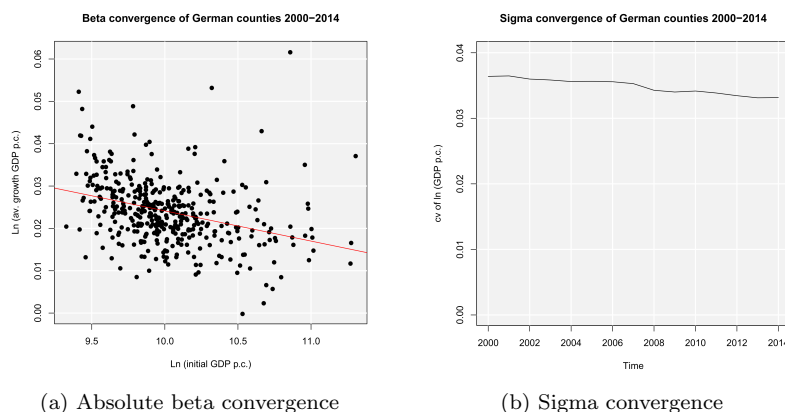 Beta convergence of German counties 2000−2014
Ln (av. growth GDP p.c.)
0.06
0.05
0.04
0.03
0.02
0.01
0.00
9.5 10.0 10.5 11.0
Ln (initial GDP p.c.)
(a) Absolute beta convergence
Sigma convergence of German counties 2000−2014
cv of ln (GDP p.c.)
0.04
0.03
0.02
0.01
0.00
2000 2002 2004 2006 2008 2010 2012 2014
Time
(b) Sigma convergence